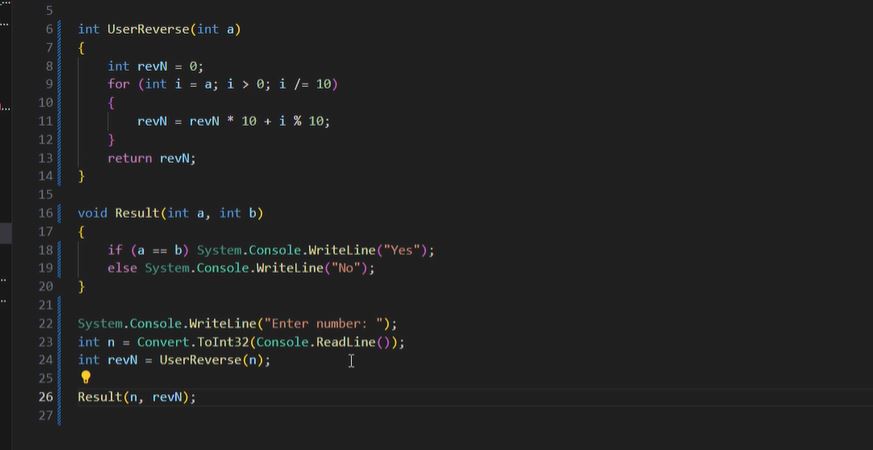 5
6 int UserReverse(int a)
7 {
8 int revN = 0;
9 for (int i = a; i > 0; i /= 10)
10 {
11 revN = revN * 10 + i % 10;
12 }
13 return revN;
14 }
15
16 void Result(int a, int b)
17 {
18 if (a == b) System.Console.WriteLine("Yes");
19 else System.Console.WriteLine("No");
20 }
21
22 System.Console.WriteLine("Enter number: ");
23 int n = Convert.ToInt32(Console.ReadLine());
24 int revN = UserReverse(n);
25
26 Result(n, revN);
27